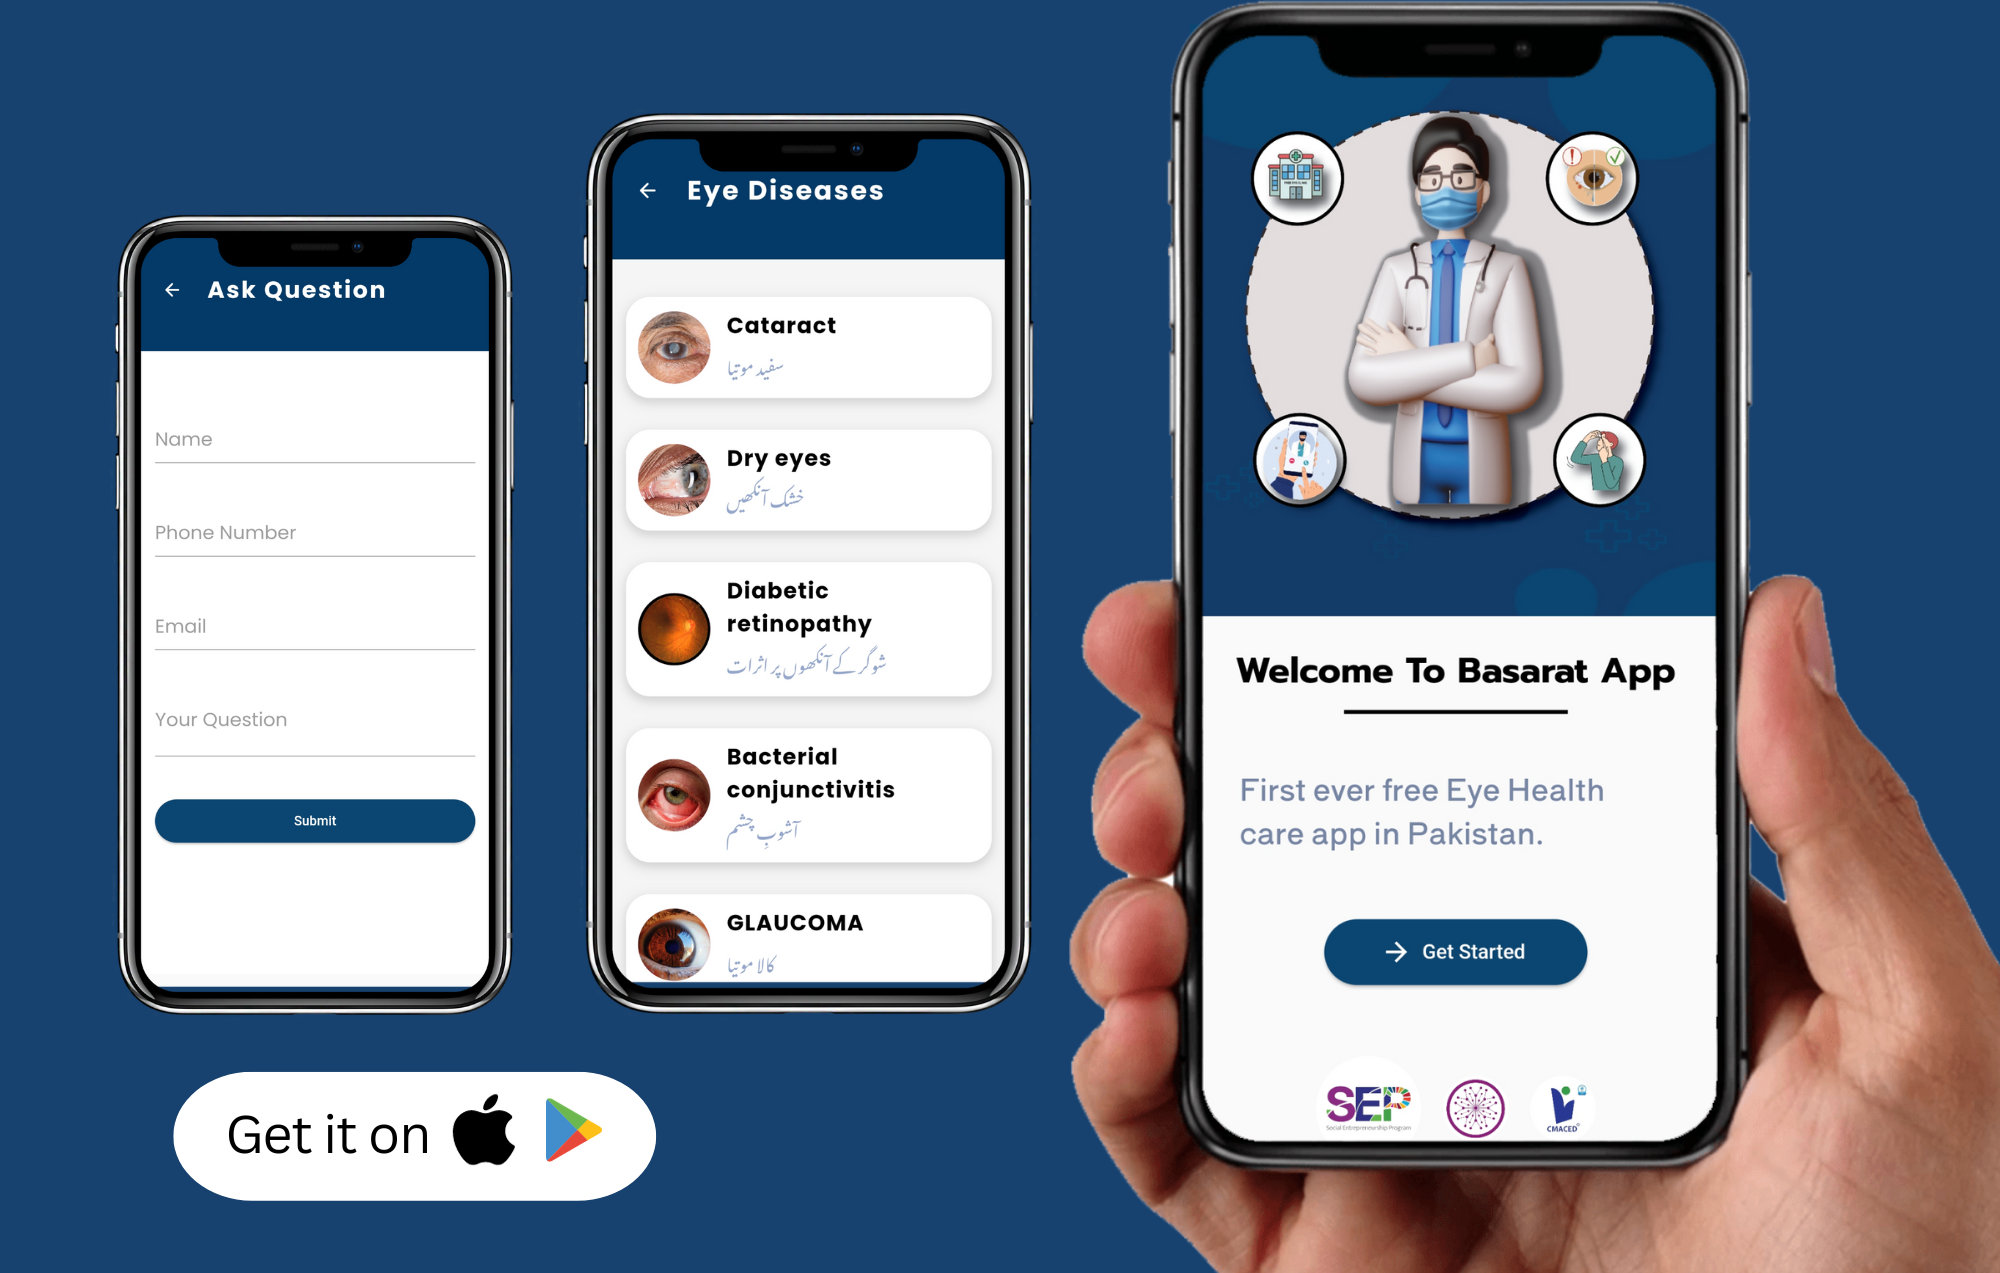 Ask Question
Name
Phone Number
Email
Your Question
Submit
Eye Diseases
Cataract
سفید موتیا
Dry eyes
خشک آنکھیں
Diabetic
retinopathy
شوگر کے آنکھوں پر اثرات
Bacterial
conjunctivitis
آشوبِ چشم
GLAUCOMA
کالا موتیا
Welcome To Basarat App
First ever free Eye Health
care app in Pakistan.
Get Started
SEP
Social Entrepreneurship Program
CMACED
Get it on